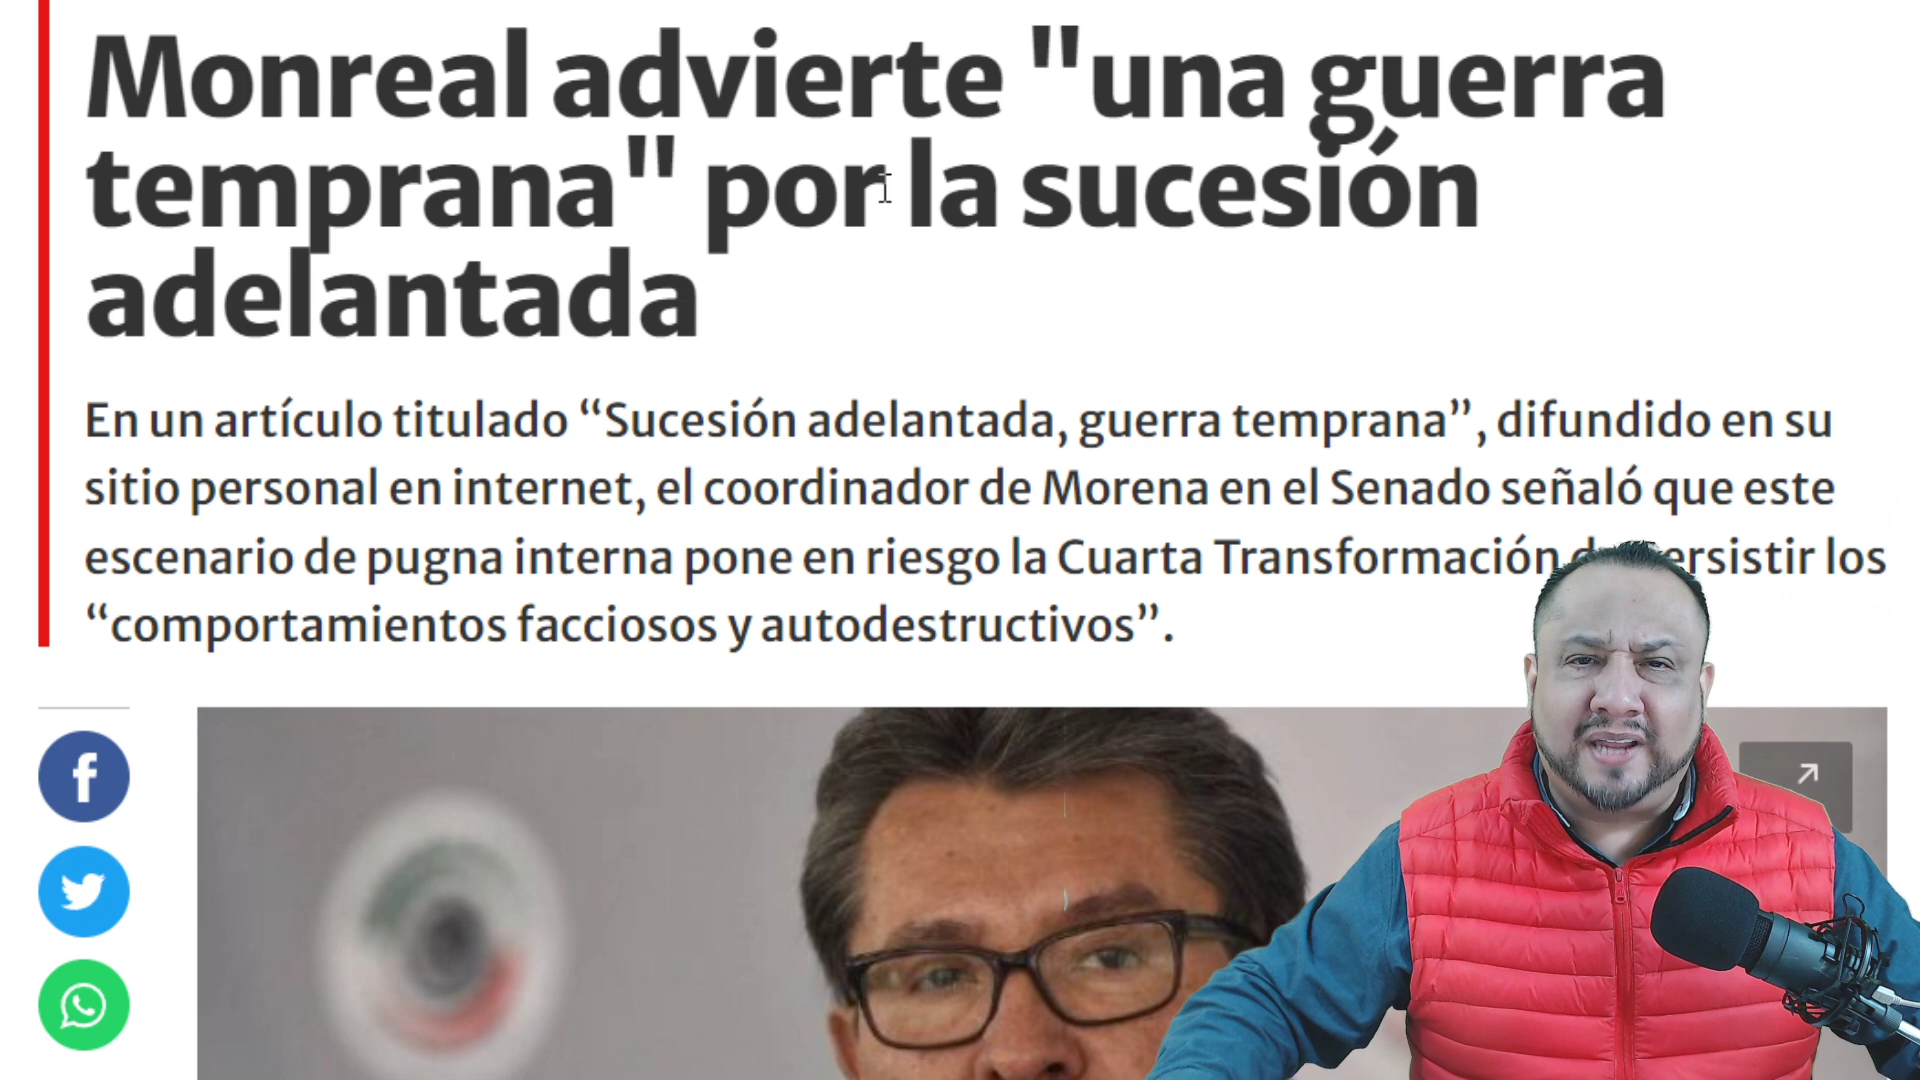 Monreal advierte "una guerra
temprana" por la sucesión
adelantada
En un artículo titulado “Sucesión adelantada, guerra temprana”, difundido en su
sitio personal en internet, el coordinador de Morena en el Senado señaló que este
escenario de pugna interna pone en riesgo la Cuarta Transformación los
“comportamientos facciosos y autodestructivos”.